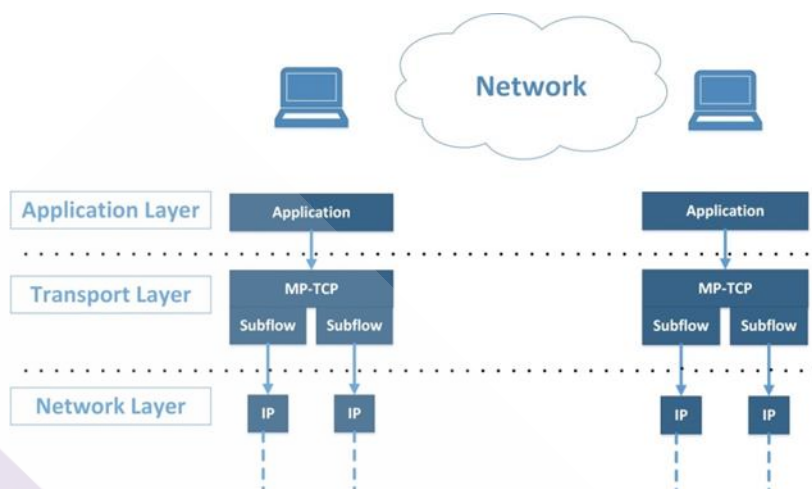 Network
Application Layer
Application
Application
Transport Layer
MP-TCP
Subflow Subflow
MP-TCP
Subflow Subflow
Network Layer
IP IP
IP IP